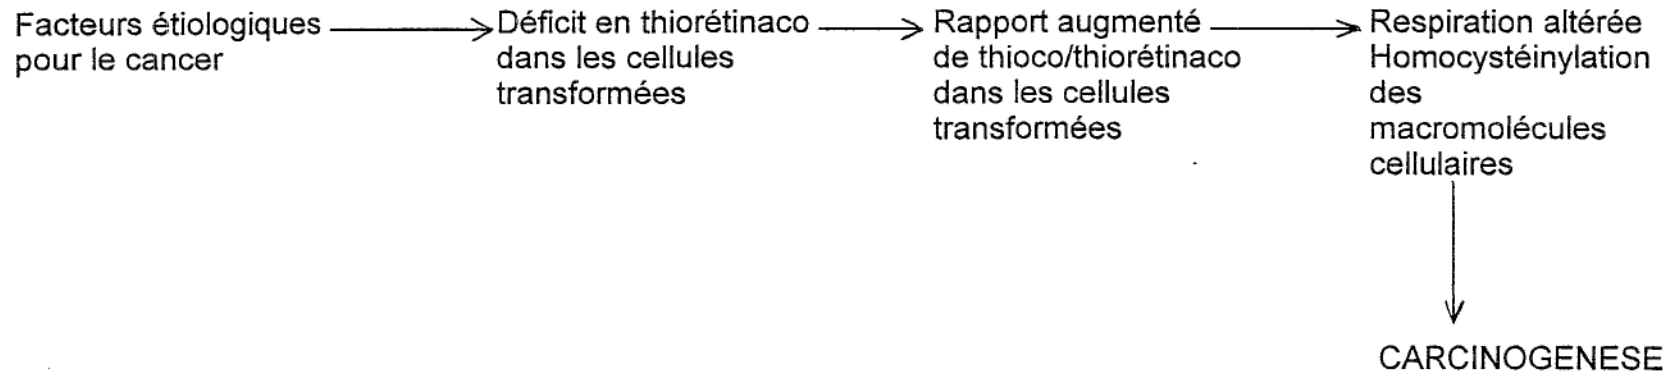 Facteurs étiologiques
pour le cancer
Déficit en thiorétinaco
dans les cellules
transformées
Rapport augmenté
de thioco/thiorétinaco
dans les cellules
transformées
Respiration altérée
Homocystéinylation
des
macromolécules
cellulaires
CARCINOGENESE